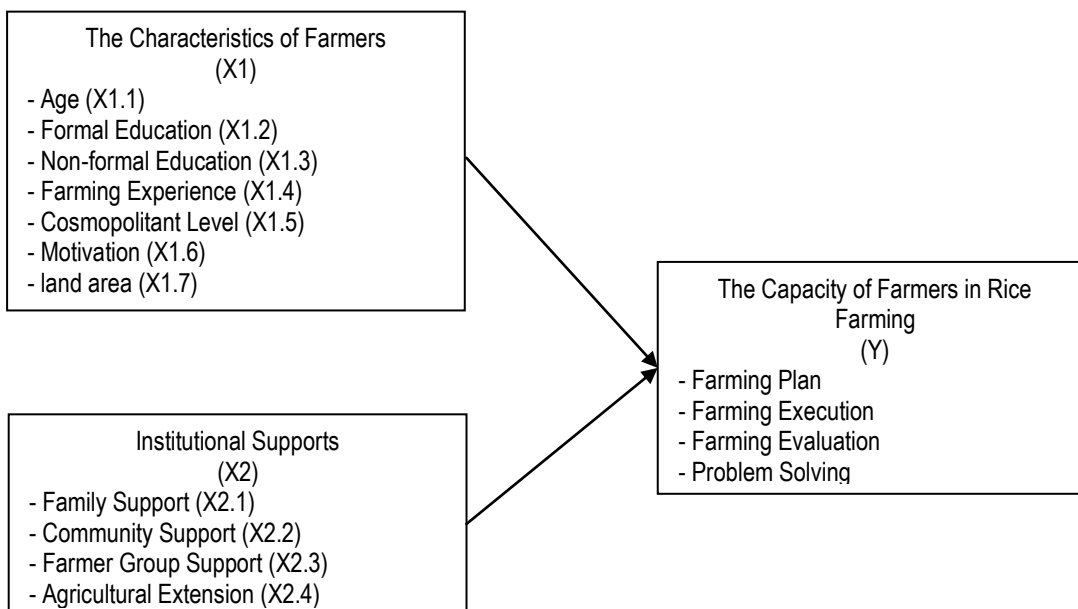 The Characteristics of Farmers
(X1)
- Age (X1.1)
- Formal Education (X1.2)
- Non-formal Education (X1.3)
- Farming Experience (X1.4)
- Cosmopolitant Level (X1.5)
- Motivation (X1.6)
- land area (X1.7)
Institutional Supports
(X2)
- Family Support (X2.1)
- Community Support (X2.2)
- Farmer Group Support (X2.3)
- Agricultural Extension (X2.4)
The Capacity of Farmers in Rice
Farming
(Y)
- Farming Plan
- Farming Execution
- Farming Evaluation
- Problem Solving